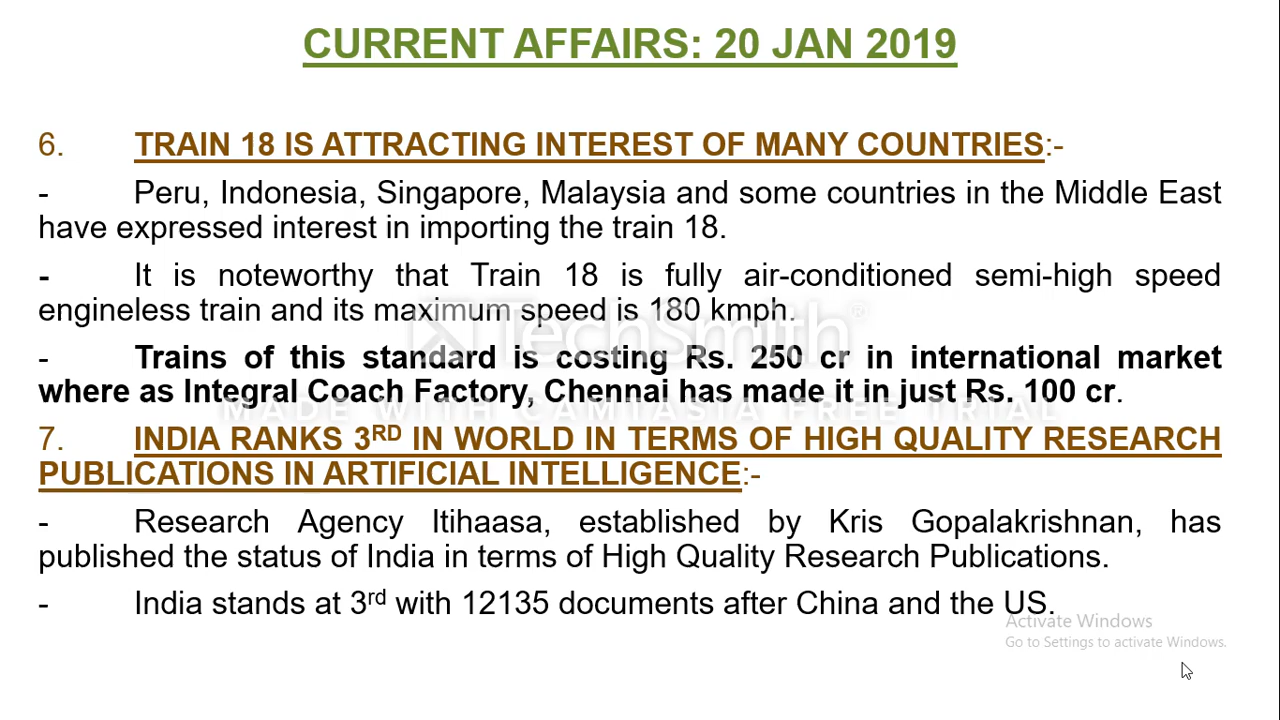 CURRENT AFFAIRS: 20 JAN 2019
6. TRAIN 18 IS ATTRACTING INTEREST OF MANY COUNTRIES:-
- Peru, Indonesia, Singapore, Malaysia and some countries in the Middle East
have expressed interest in importing the train 18.
- It is noteworthy that Train 18 is fully air-conditioned semi-high speed
engineless train and its maximum speed is 180 kmph.
TechSmith®
- Trains of this standard is costing Rs. 250 cr in international market
where as Integral Coach Factory, Chennai has made it in just Rs. 100 cr.
MADE WITH CAMTASIA FREE TRIAL
7. INDIA RANKS 3RD IN WORLD IN TERMS OF HIGH QUALITY RESEARCH
PUBLICATIONS IN ARTIFICIAL INTELLIGENCE:-
- Research Agency Itihaasa, established by Kris Gopalakrishnan, has
published the status of India in terms of High Quality Research Publications.
- India stands at 3rd with 12135 documents after China and the US.
Activate Windows
Go to Settings to activate Windows.